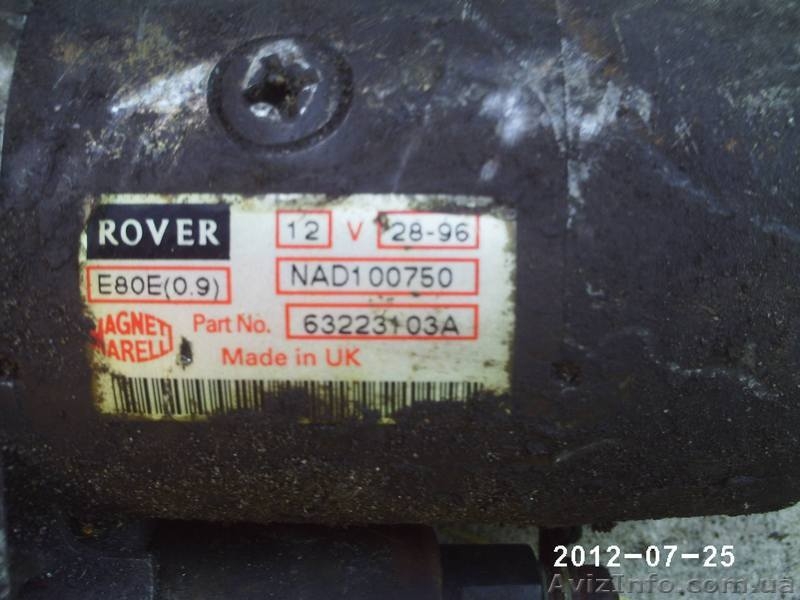 ROVER 12 V 28-96
E80E(0.9) NAD100750
MAGNETI MARELLI Part No. 63223103A
Made in UK
2012-07-25
AvizInfo.com.ua